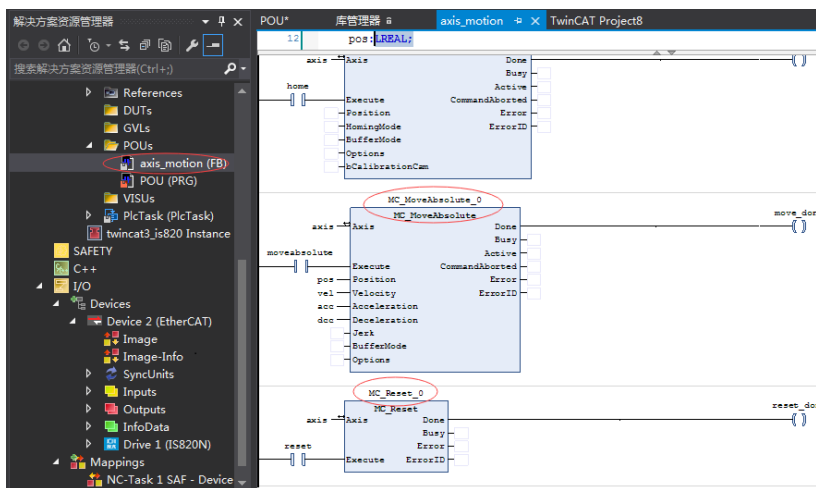 解决方案资源管理器
搜索解决方案资源管理器(Ctrl+;)
References
DUTs
GVLs
POUs
axis_motion (FB)
POU (PRG)
VISUs
PlcTask (PlcTask)
twincat3_is820 Instance
SAFETY
C++
I/O
Devices
Device 2 (EtherCAT)
Image
Image-Info
SyncUnits
Inputs
Outputs
InfoData
Drive 1 (IS820N)
Mappings
NC-Task 1 SAF - Device
POU* 库管理器 axis_motion TwinCAT Project8
12 pos:LREAL;
axis Axis Done
Busy
home Active
Execute CommandAborted
Position Error
HomingMode ErrorID
BufferMode
Options
bCalibrationCam
MC_MoveAbsolute_0
MC_MoveAbsolute move_don
axis Axis Done
Busy
moveabsolute Active
Execute CommandAborted
pos Position Error
vel Velocity ErrorID
acc Acceleration
dcc Deceleration
Jerk
BufferMode
Options
MC_Reset_0
MC_Reset reset_do
axis Axis Done
Busy
reset Error
Execute ErrorID